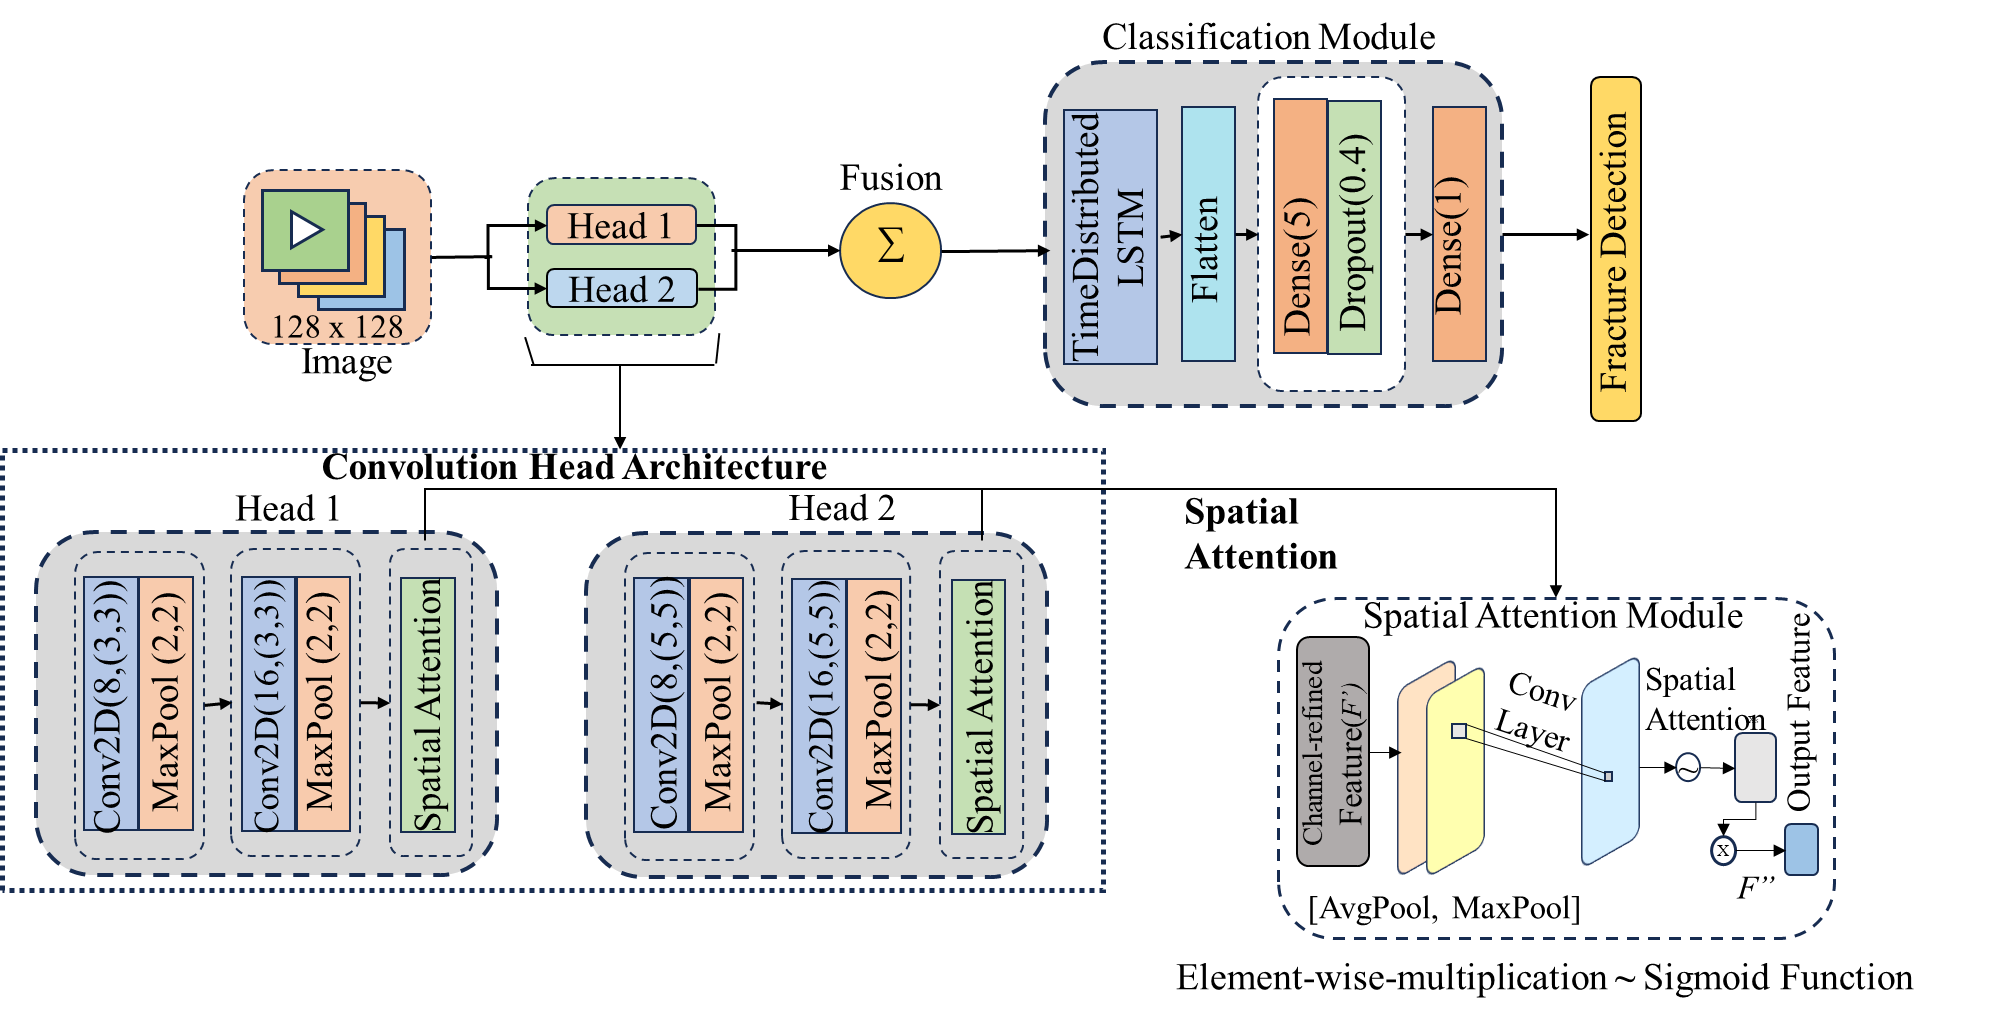 Classification Module
TimeDistributed
LSTM
Flatten
Dense(5)
Dropout(0.4)
Dense(1)
Fracture Detection
Fusion
Σ
Head 1
Head 2
128 x 128
Image
Convolution Head Architecture
Head 1
Head 2
Conv2D(8,(3,3))
MaxPool (2,2)
Conv2D(16,(3,3))
MaxPool (2,2)
Spatial Attention
Conv2D(8,(5,5))
MaxPool (2,2)
Conv2D(16,(5,5))
MaxPool (2,2)
Spatial Attention
Spatial
Attention
Spatial Attention Module
Channel-refined
Feature(F’)
Conv
Layer
Spatial
Attention
~
Output Feature
x
F’’
[AvgPool, MaxPool]
Element-wise-multiplication ~ Sigmoid Function